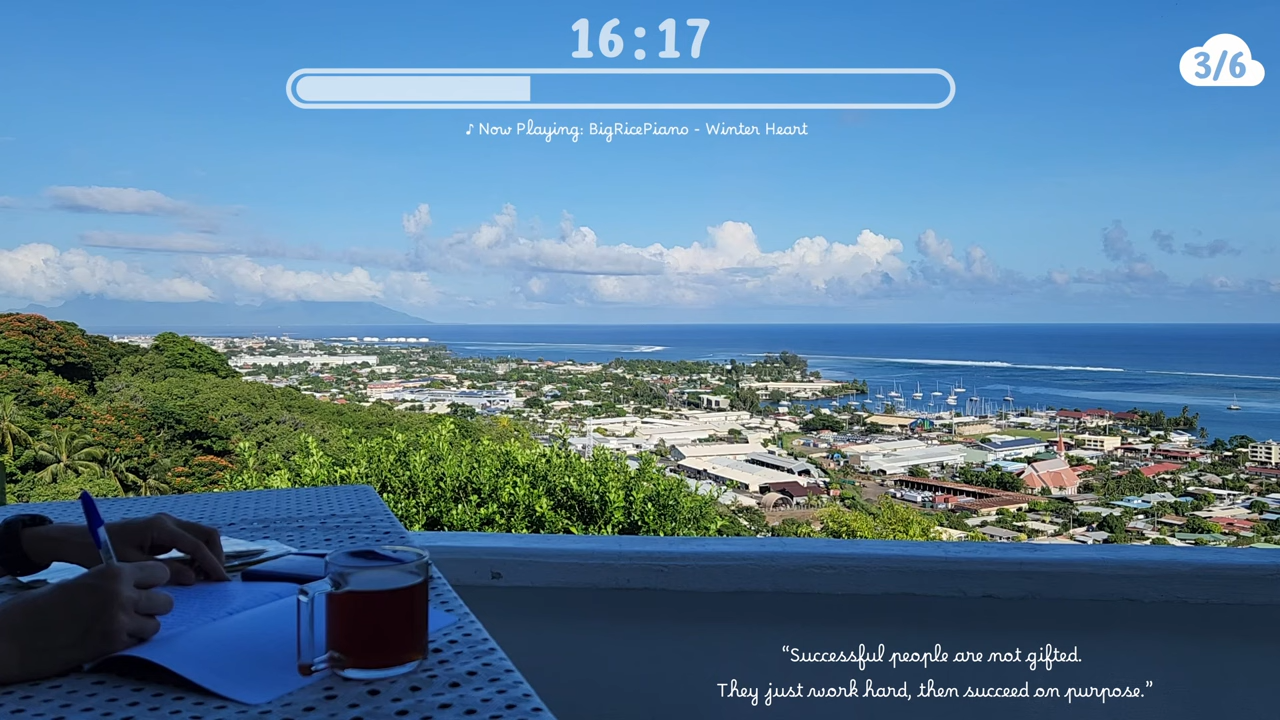 16:17
3/6
♪ Now Playing: BigRicePiano - Winter Heart
“Successful people are not gifted.
They just work hard, then succeed on purpose.”